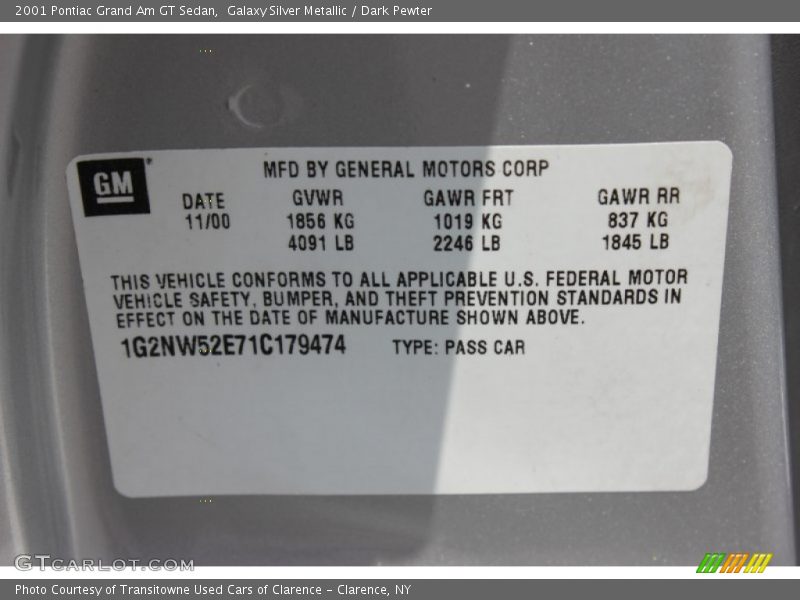 2001 Pontiac Grand Am GT Sedan,  Galaxy Silver Metallic / Dark Pewter
GM
MFD BY GENERAL MOTORS CORP
DATE GVWR GAWR FRT GAWR RR
11/00 1856 KG 1019 KG 837 KG
4091 LB 2246 LB 1845 LB
THIS VEHICLE CONFORMS TO ALL APPLICABLE U.S. FEDERAL MOTOR
VEHICLE SAFETY, BUMPER, AND THEFT PREVENTION STANDARDS IN
EFFECT ON THE DATE OF MANUFACTURE SHOWN ABOVE.
1G2NW52E71C179474 TYPE: PASS CAR
GTCARLOT.COM
Photo Courtesy of Transitowne Used Cars of Clarence – Clarence, NY